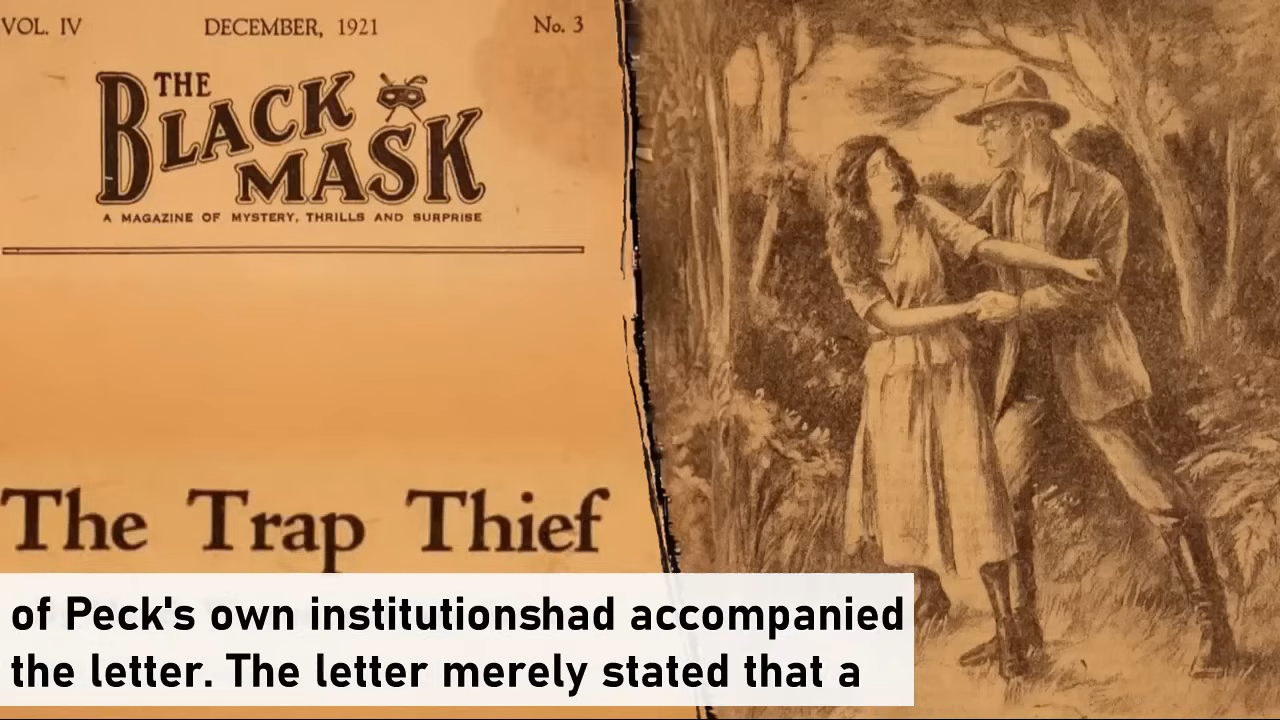 VOL. IV DECEMBER, 1921 No. 3
THE
BLACK
MASK
A MAGAZINE OF MYSTERY, THRILLS AND SURPRISE
The Trap Thief
of Peck's own institutionshad accompanied
the letter. The letter merely stated that a